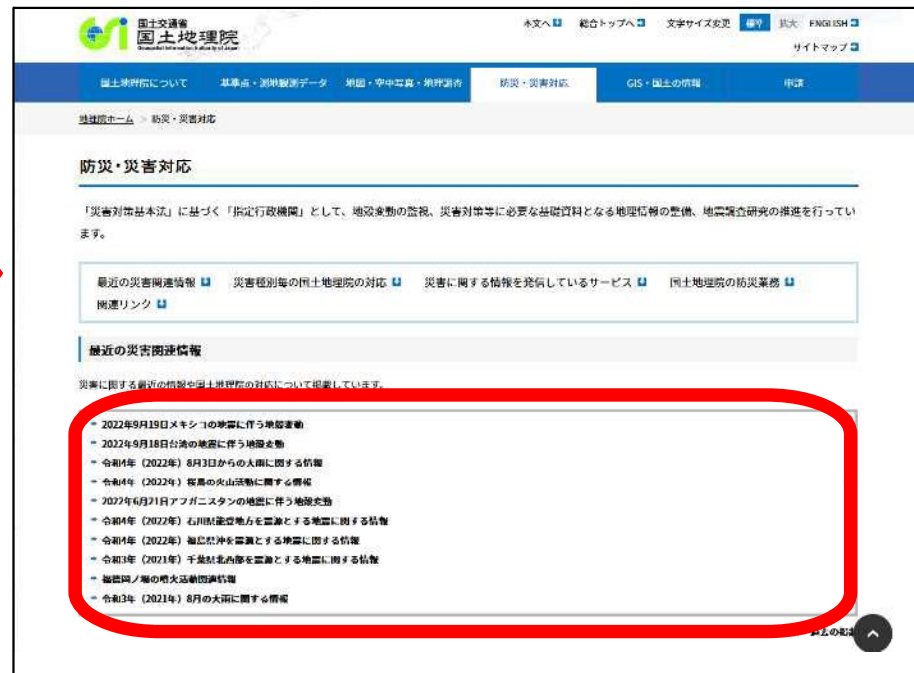 国土交通省
国土地理院
Geospatial Information Authority of Japan
本文へ 総合トップへ 文字サイズ変更 標準 拡大 ENGLISH
サイトマップ
国土地理院について 基準点・測地観測データ 地図・空中写真・地理調査 防災・災害対応 GIS・国土の情報 申請
地理院ホーム > 防災・災害対応
防災・災害対応
「災害対策基本法」に基づく「指定行政機関」として、地殻変動の監視、災害対策等に必要な基礎資料となる地理情報の整備、地震調査研究の推進を行ってい
ます。
最近の災害関連情報 災害種別毎の国土地理院の対応 災害に関する情報を発信しているサービス 国土地理院の防災業務
関連リンク
最近の災害関連情報
災害に関する最近の情報や国土地理院の対応について掲載しています。
2022年9月19日メキシコの地震に伴う地殻変動
2022年9月18日台湾の地震に伴う地殻変動
令和4年（2022年）8月3日からの大雨に関する情報
令和4年（2022年）桜島の火山活動に関する情報
2022年6月21日アフガニスタンの地震に伴う地殻変動
令和4年（2022年）石川県能登地方を震源とする地震に関する情報
令和4年（2022年）福島県沖を震源とする地震に関する情報
令和3年（2021年）千葉県北西部を震源とする地震に関する情報
福徳岡ノ場の噴火活動関連情報
令和3年（2021年）8月の大雨に関する情報